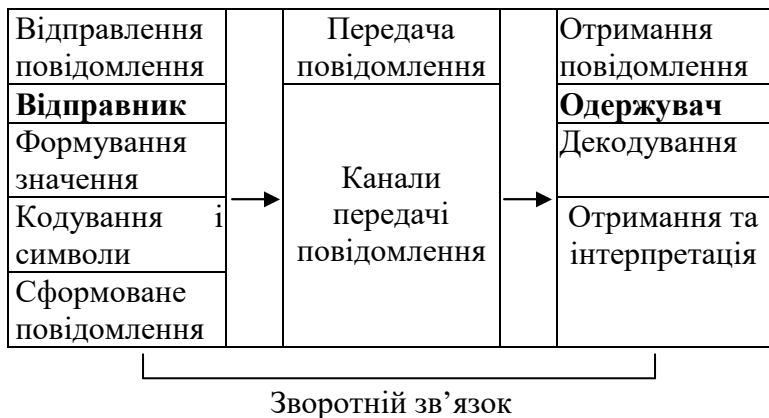 Відправлення
повідомлення
Передача
повідомлення
Отримання
повідомлення
Відправник
Формування
значення
Кодування і
символи
Сформоване
повідомлення
Канали
передачі
повідомлення
Одержувач
Декодування
Отримання та
інтерпретація
Зворотній зв’язок